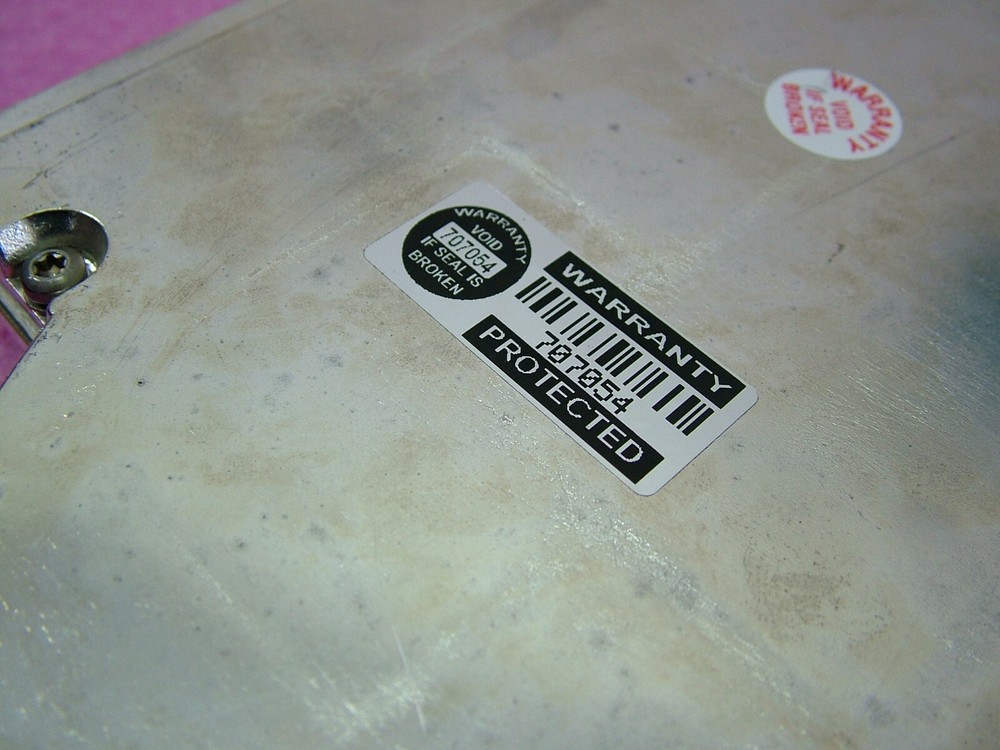 WARRANTY
VOID
707054
IF SEAL IS
BROKEN
WARRANTY
707054
PROTECTED
WARRANTY
VOID
IF SEAL
BROKEN